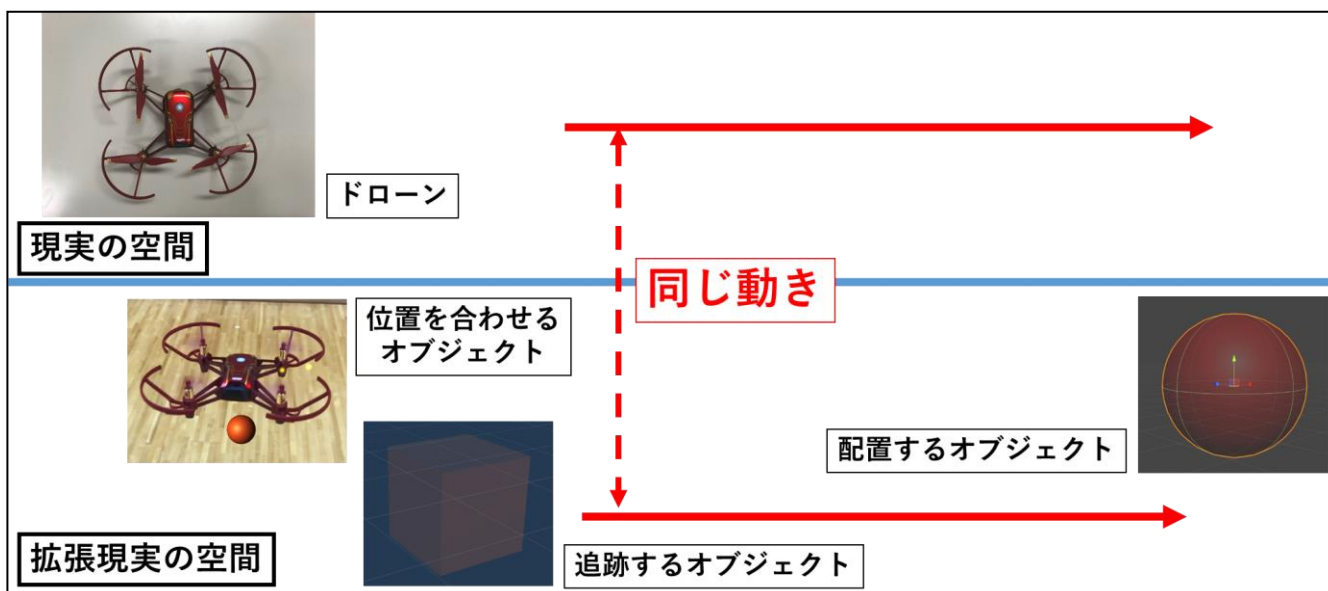 ドローン
現実の空間
同じ動き
位置を合わせる
オブジェクト
配置するオブジェクト
拡張現実の空間
追跡するオブジェクト